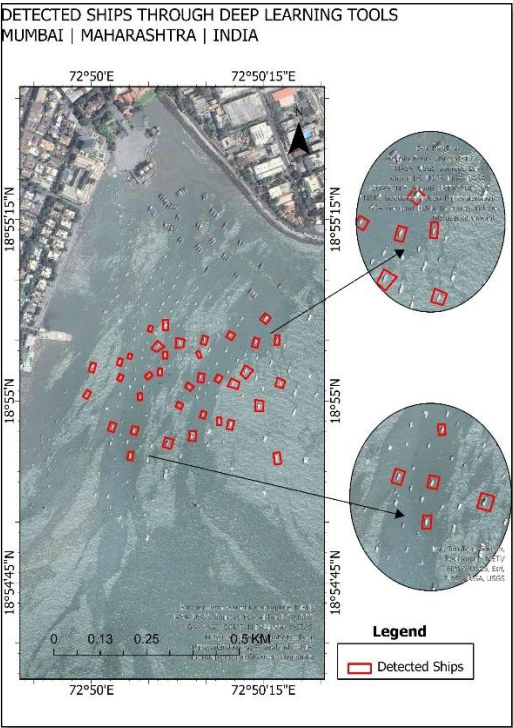 DETECTED SHIPS THROUGH DEEP LEARNING TOOLS
MUMBAI | MAHARASHTRA | INDIA
72°50'E 72°50'15"E
N
18°55'15"N 18°55'15"N
18°55'N 18°55'N
18°54'45"N 18°54'45"N
0 0.13 0.25 0.5 KM
72°50'E 72°50'15"E
Legend
Detected Ships